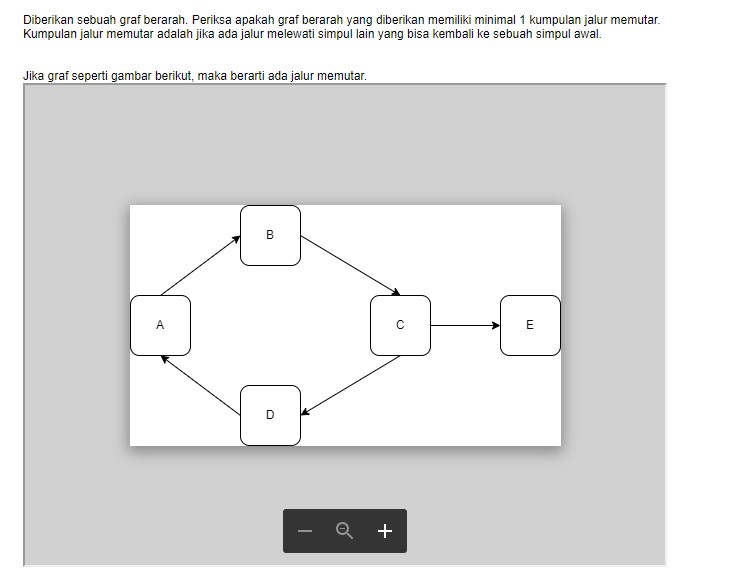 Diberikan sebuah graf berarah. Periksa apakah graf berarah yang diberikan memiliki minimal 1 kumpulan jalur memutar.
Kumpulan jalur memutar adalah jika ada jalur melewati simpul lain yang bisa kembali ke sebuah simpul awal.
Jika graf seperti gambar berikut, maka berarti ada jalur memutar.
B
A
C
E
D